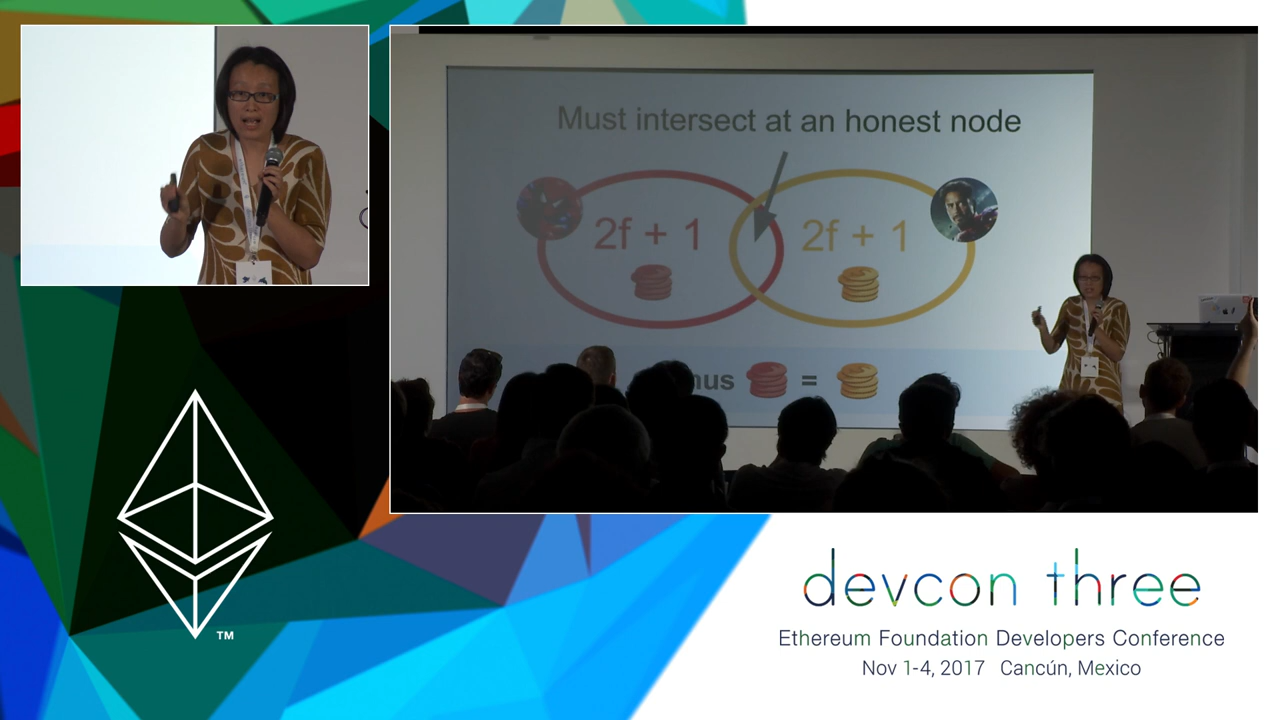 Must intersect at an honest node
2f + 1
2f + 1
=
TM
devcon three
Ethereum Foundation Developers Conference
Nov 1-4, 2017 Cancún, Mexico